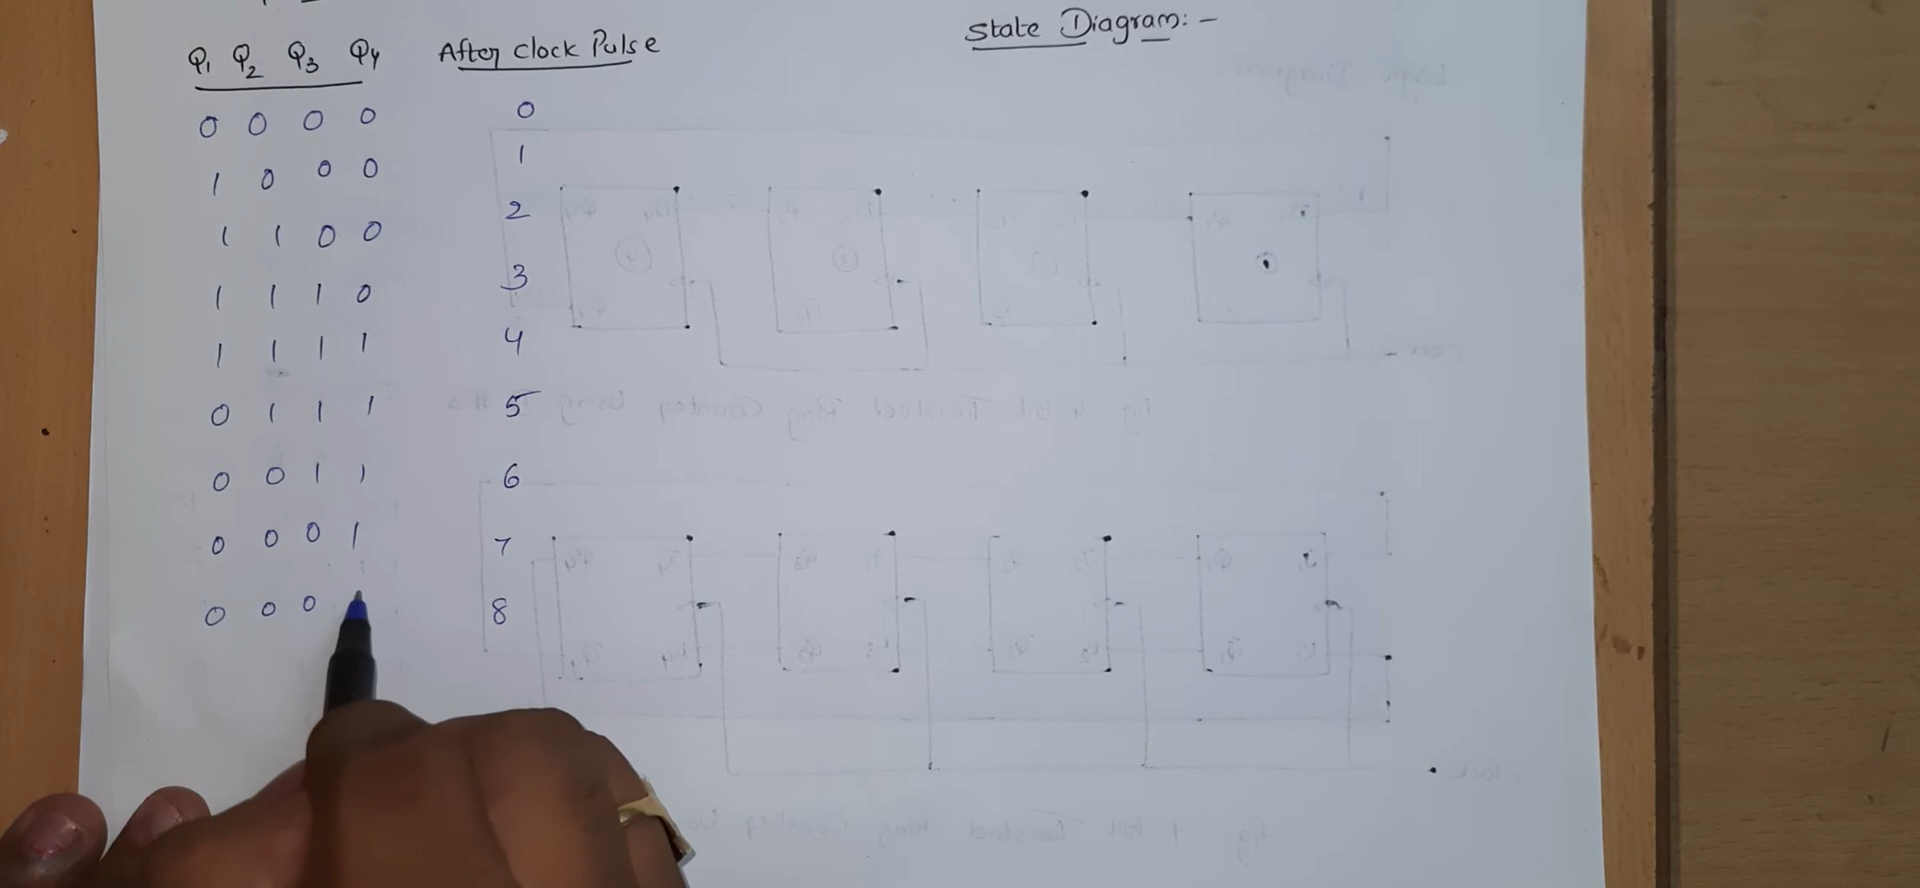 Q1 Q2 Q3 Q4 After Clock Pulse
State Diagram:-
0 0 0 0 0
1 0 0 0 1
1 1 0 0 2
1 1 1 0 3
1 1 1 1 4
0 1 1 1 5
0 0 1 1 6
0 0 0 1 7
0 0 0 8